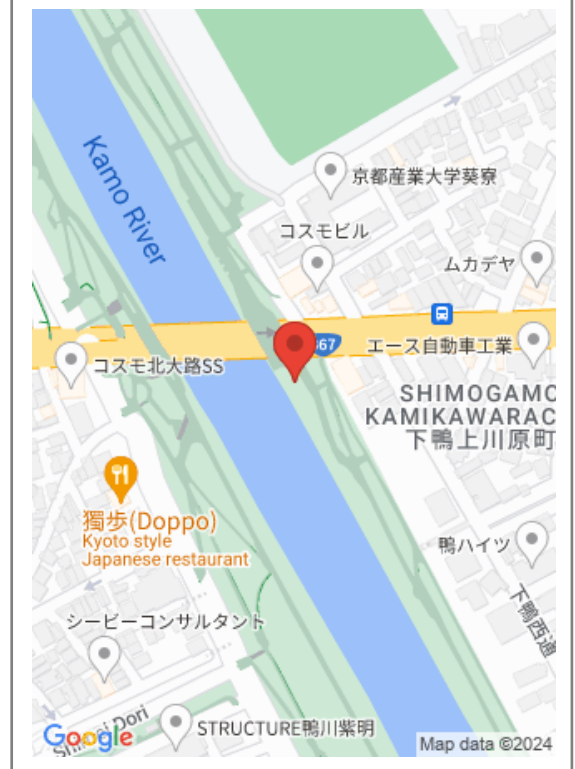 Kamo River
京都産業大学葵寮
コスモビル
ムカデヤ
367
エース自動車工業
コスモ北大路SS
SHIMOGAMO
KAMIKAWARAC
下鴨上川原町
獨歩(Doppo)
Kyoto style
Japanese restaurant
鴨ハイツ
下鴨西通
シービーコンサルタント
Dori
STRUCTURE鴨川紫明
Google
Map data ©2024